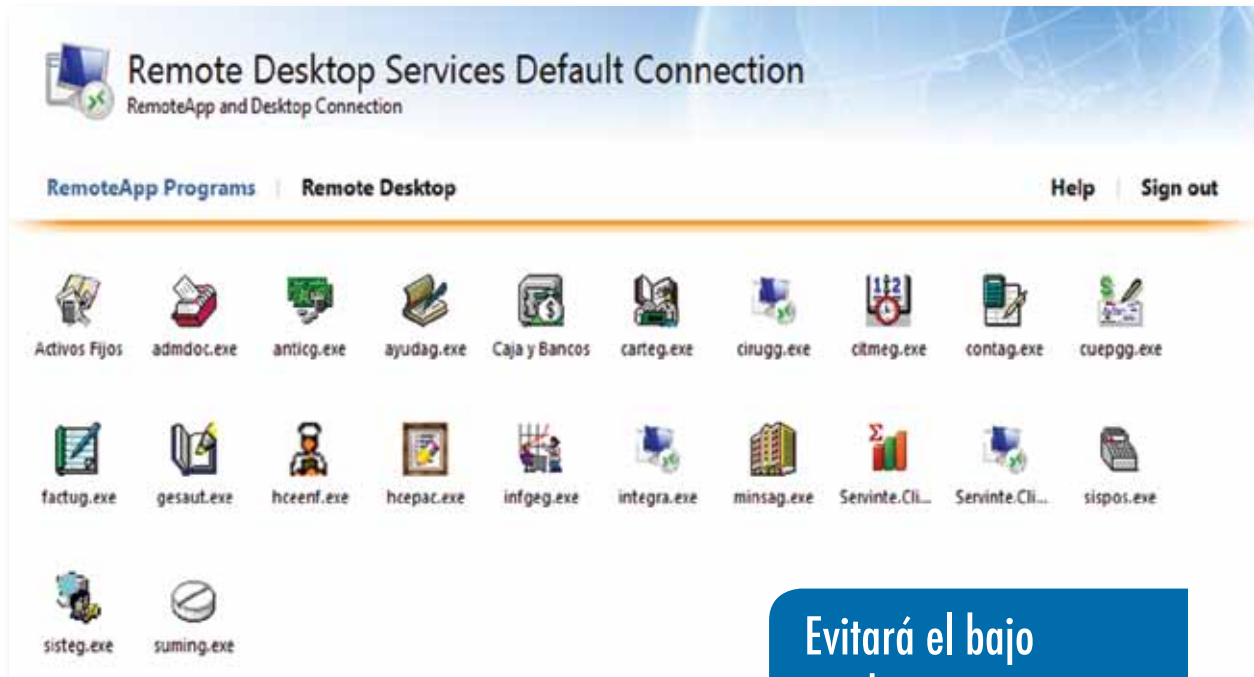 Remote Desktop Services Default Connection
RemoteApp and Desktop Connection
RemoteApp Programs | Remote Desktop Help | Sign out
Activos Fijos admdoc.exe anticg.exe ayudag.exe Caja y Bancos carteg.exe cirugg.exe citmeg.exe contag.exe cuepgg.exe
factug.exe gesaut.exe hceenf.exe hcepac.exe infgeg.exe integra.exe minsag.exe Servinte.Cli... Servinte.Cli... sispos.exe
sisteg.exe suming.exe
Evitará el bajo